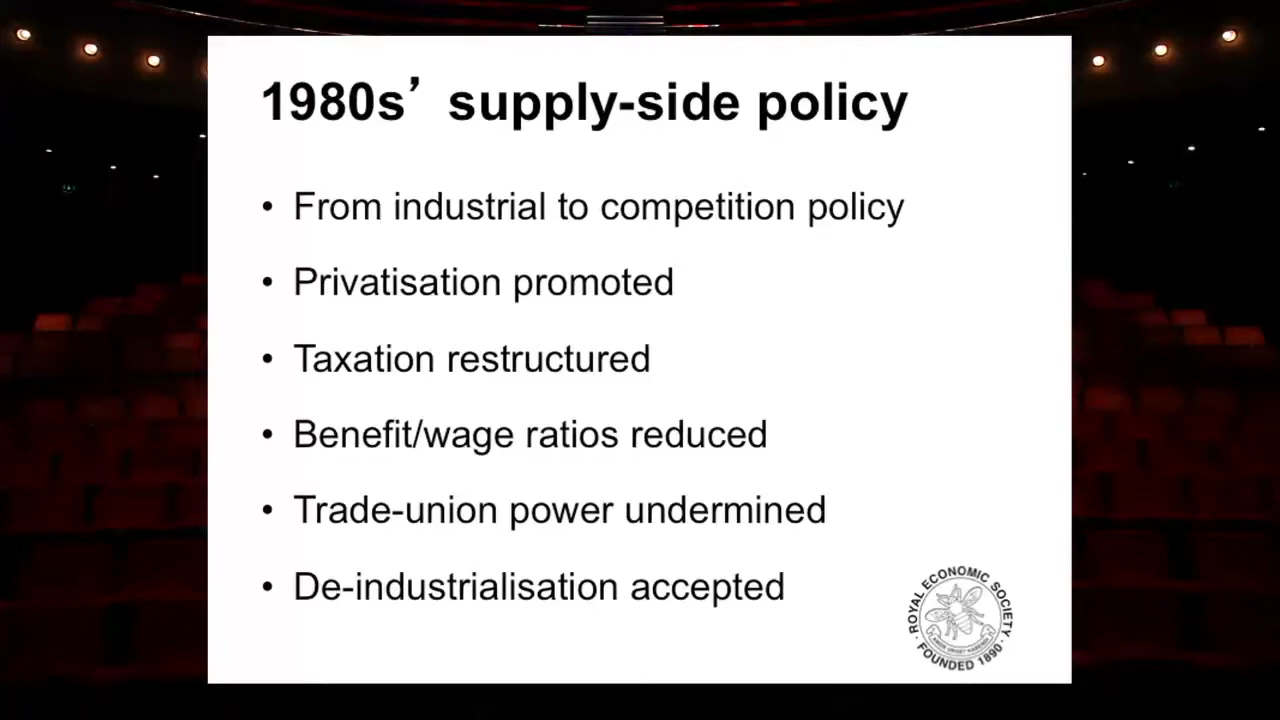 1980s’ supply-side policy
• From industrial to competition policy
• Privatisation promoted
• Taxation restructured
• Benefit/wage ratios reduced
• Trade-union power undermined
• De-industrialisation accepted
ROYAL ECONOMIC SOCIETY
· FOUNDED 1890 ·